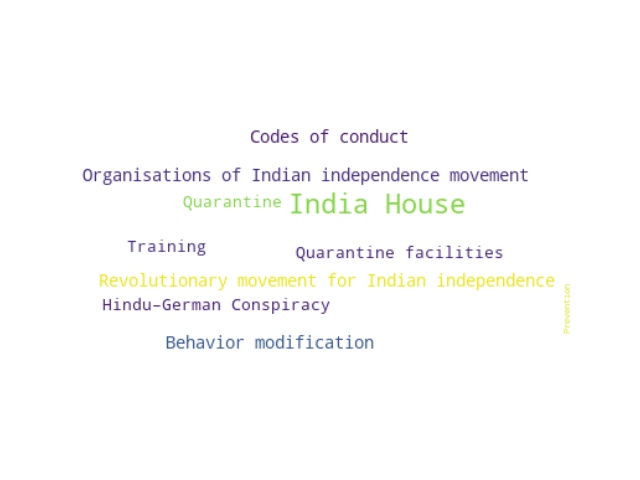 Codes of conduct
Organisations of Indian independence movement
Quarantine India House
Training
Quarantine facilities
Revolutionary movement for Indian independence
Prevention
Hindu–German Conspiracy
Behavior modification